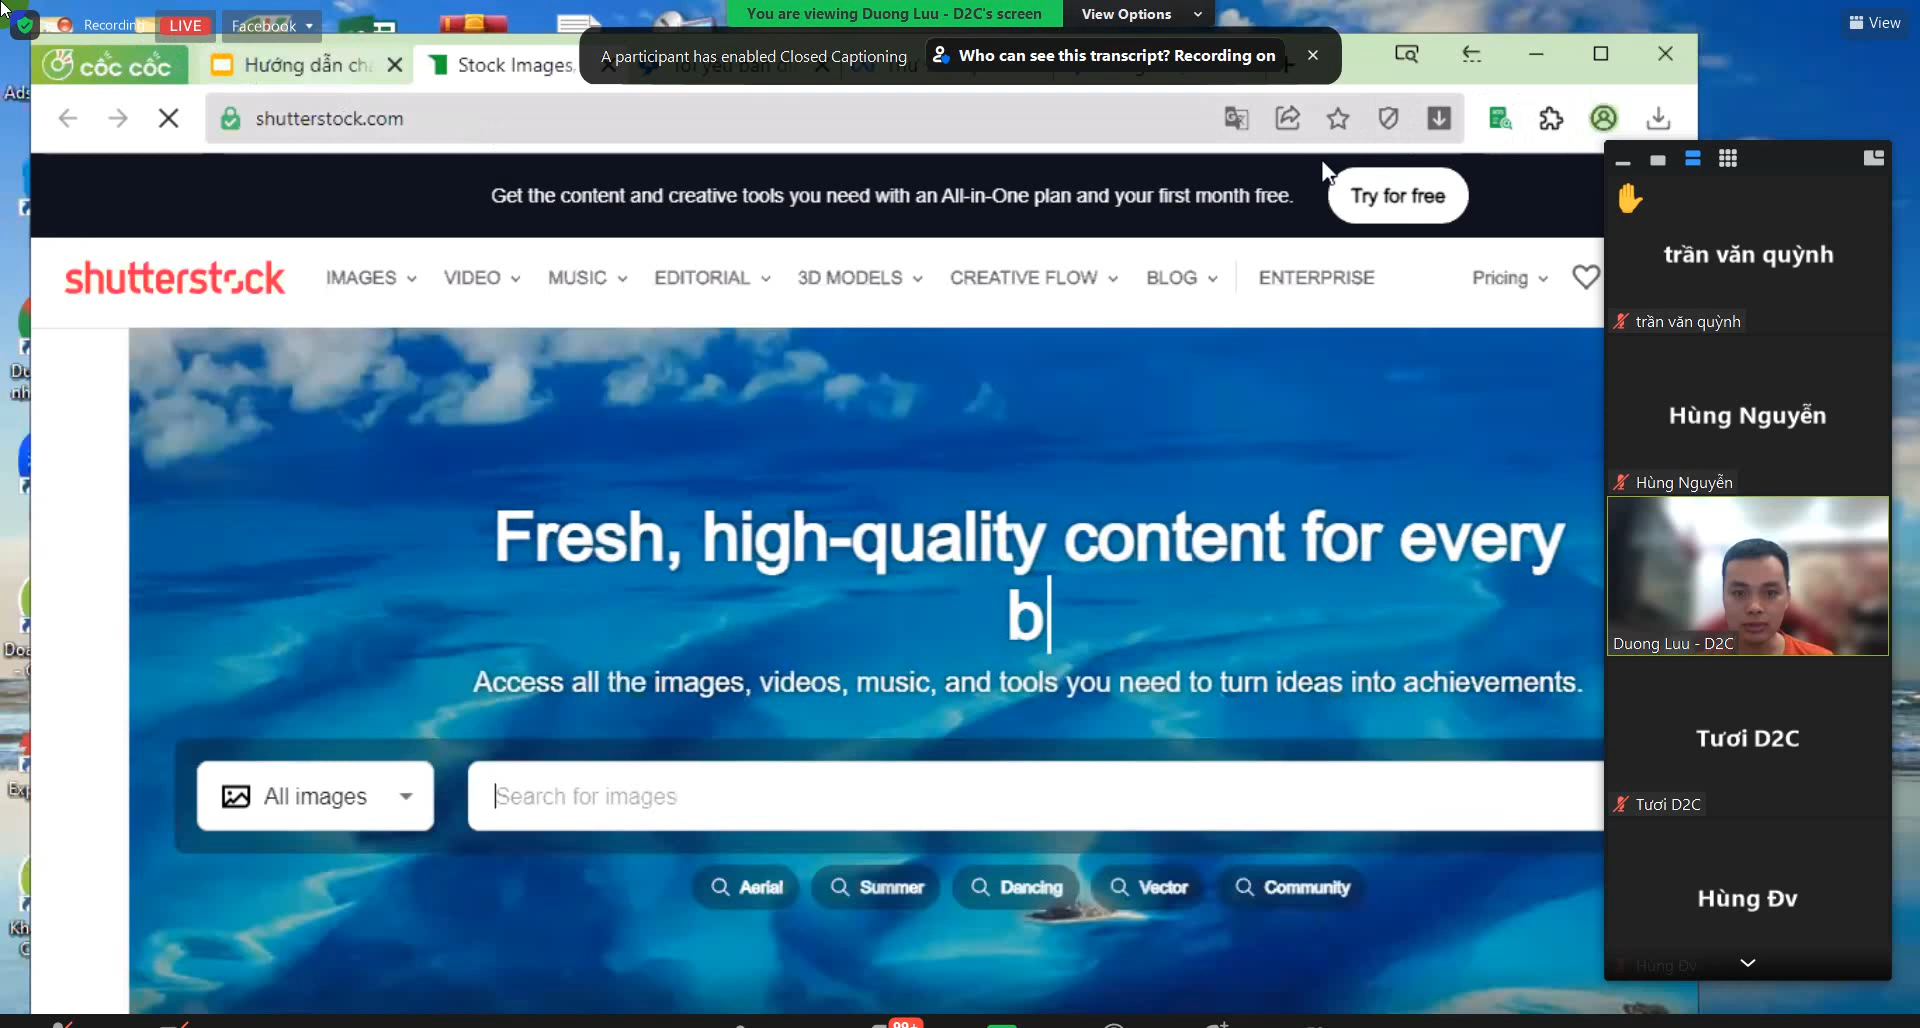 You are viewing Duong Luu - D2C's screen
View Options
Recording
LIVE
Facebook
View
A participant has enabled Closed Captioning
Who can see this transcript? Recording on
cốc cốc
Hướng dẫn ch
Stock Images,
shutterstock.com
Get the content and creative tools you need with an All-in-One plan and your first month free.
Try for free
shutterstock
IMAGES
VIDEO
MUSIC
EDITORIAL
3D MODELS
CREATIVE FLOW
BLOG
ENTERPRISE
Pricing
Fresh, high-quality content for every
b
Access all the images, videos, music, and tools you need to turn ideas into achievements.
All images
Search for images
Aerial
Summer
Dancing
Vector
Community
trần văn quỳnh
trần văn quỳnh
Hùng Nguyễn
Hùng Nguyễn
Duong Luu - D2C
Tươi D2C
Tươi D2C
Hùng Đv
Hùng Đv
99+